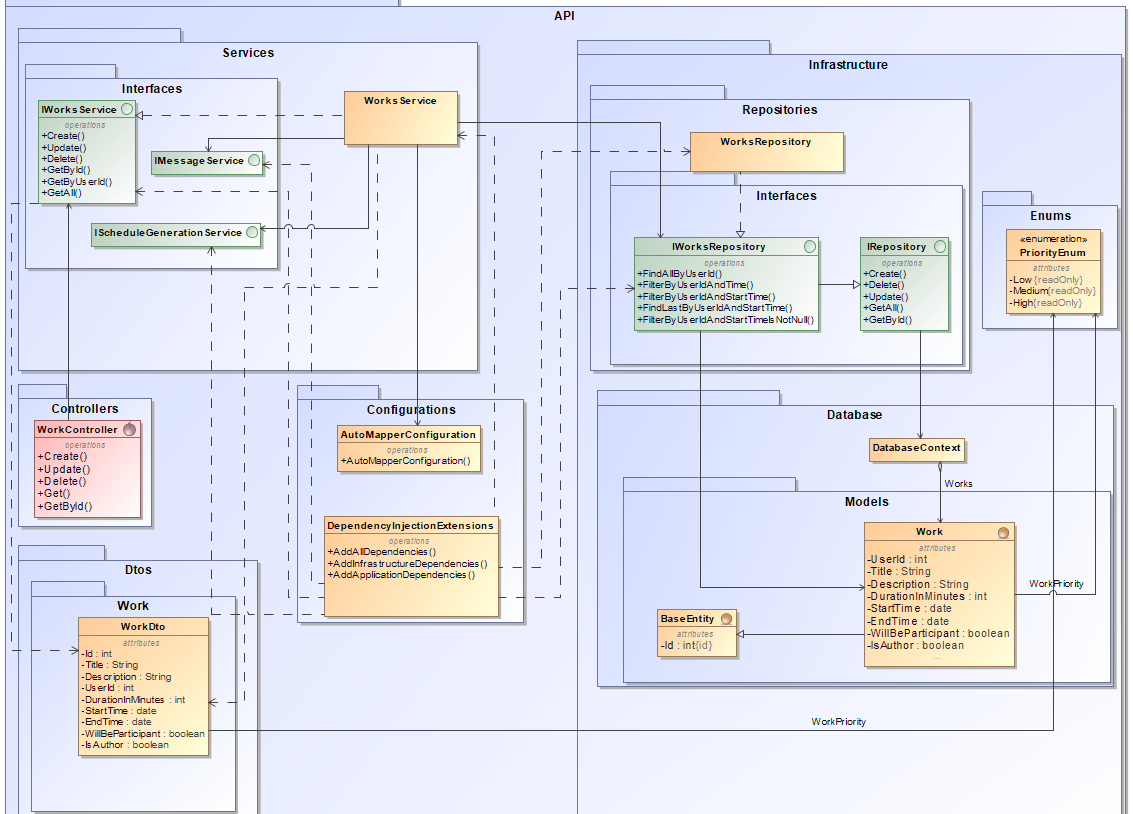 API
Services
Interfaces
IWorksService
operations
+Create()
+Update()
+Delete()
+GetById()
+GetByUserId()
+GetAll()
IMessageService
IScheduleGenerationService
WorksService
Controllers
WorkController
operations
+Create()
+Update()
+Delete()
+Get()
+GetById()
Configurations
AutoMapperConfiguration
operations
+AutoMapperConfiguration()
DependencyInjectionExtensions
operations
+AddAllDependencies()
+AddInfrastructureDependencies()
+AddApplicationDependencies()
Dtos
Work
WorkDto
attributes
-Id : int
-Title : String
-Description : String
-UserId : int
-DurationInMinutes : int
-StartTime : date
-EndTime : date
-WillBeParticipant : boolean
-IsAuthor : boolean
Infrastructure
Repositories
WorksRepository
Interfaces
IWorksRepository
operations
+FindAllByUserId()
+FilterByUserIdAndTime()
+FilterByUserIdAndStartTime()
+FindLastByUserIdAndStartTime()
+FilterByUserIdAndStartTimeIsNotNull()
IRepository
operations
+Create()
+Delete()
+Update()
+GetAll()
+GetById()
Enums
«enumeration»
PriorityEnum
attributes
-Low{readOnly}
-Medium{readOnly}
-High{readOnly}
Database
DatabaseContext
Works
Models
Work
attributes
-UserId : int
-Title : String
-Description : String
-DurationInMinutes : int
-StartTime : date
-EndTime : date
-WillBeParticipant : boolean
-IsAuthor : boolean
...
WorkPriority
BaseEntity
attributes
-Id : int{id}
WorkPriority